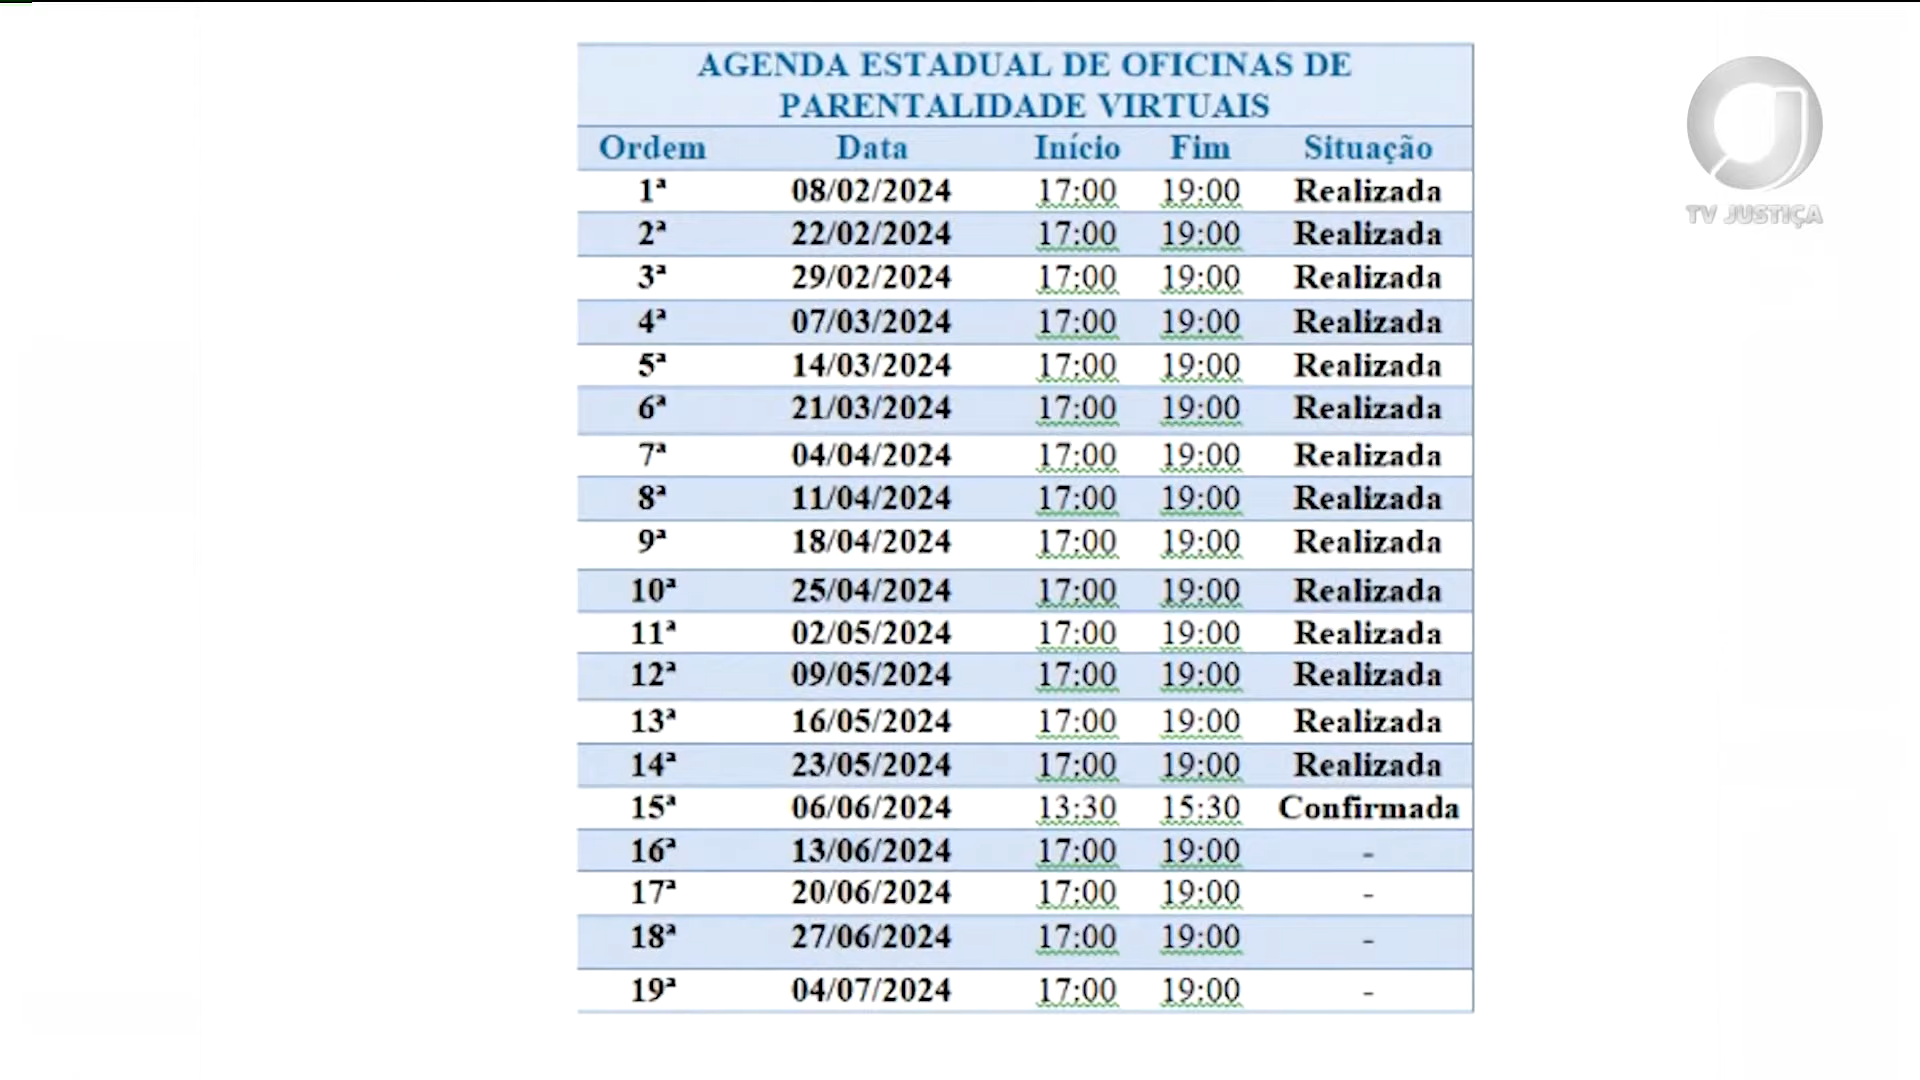 AGENDA ESTADUAL DE OFICINAS DE
PARENTALIDADE VIRTUAIS
Ordem Data Início Fim Situação
1ª 08/02/2024 17:00 19:00 Realizada
2ª 22/02/2024 17:00 19:00 Realizada
3ª 29/02/2024 17:00 19:00 Realizada
4ª 07/03/2024 17:00 19:00 Realizada
5ª 14/03/2024 17:00 19:00 Realizada
6ª 21/03/2024 17:00 19:00 Realizada
7ª 04/04/2024 17:00 19:00 Realizada
8ª 11/04/2024 17:00 19:00 Realizada
9ª 18/04/2024 17:00 19:00 Realizada
10ª 25/04/2024 17:00 19:00 Realizada
11ª 02/05/2024 17:00 19:00 Realizada
12ª 09/05/2024 17:00 19:00 Realizada
13ª 16/05/2024 17:00 19:00 Realizada
14ª 23/05/2024 17:00 19:00 Realizada
15ª 06/06/2024 13:30 15:30 Confirmada
16ª 13/06/2024 17:00 19:00 -
17ª 20/06/2024 17:00 19:00 -
18ª 27/06/2024 17:00 19:00 -
19ª 04/07/2024 17:00 19:00 -
TV JUSTIÇA